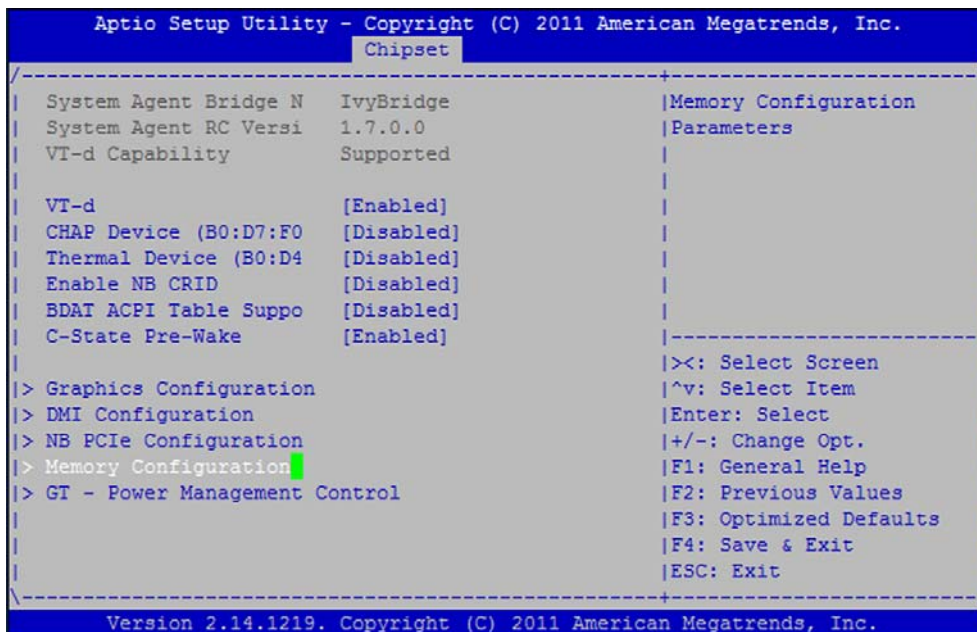 Aptio Setup Utility - Copyright (C) 2011 American Megatrends, Inc.
Chipset
/----------------------------------------------------+-------------------------
| System Agent Bridge N IvyBridge |Memory Configuration
| System Agent RC Versi 1.7.0.0 |Parameters
| VT-d Capability Supported |
| |
| VT-d [Enabled] |
| CHAP Device (B0:D7:F0 [Disabled] |
| Thermal Device (B0:D4 [Disabled] |
| Enable NB CRID [Disabled] |
| BDAT ACPI Table Suppo [Disabled] |
| C-State Pre-Wake [Enabled] |-------------------------
| |><: Select Screen
|> Graphics Configuration |^v: Select Item
|> DMI Configuration |Enter: Select
|> NB PCIe Configuration |+/-: Change Opt.
|> Memory Configuration |F1: General Help
|> GT - Power Management Control |F2: Previous Values
| |F3: Optimized Defaults
| |F4: Save & Exit
| |ESC: Exit
\----------------------------------------------------+-------------------------
Version 2.14.1219. Copyright (C) 2011 American Megatrends, Inc.